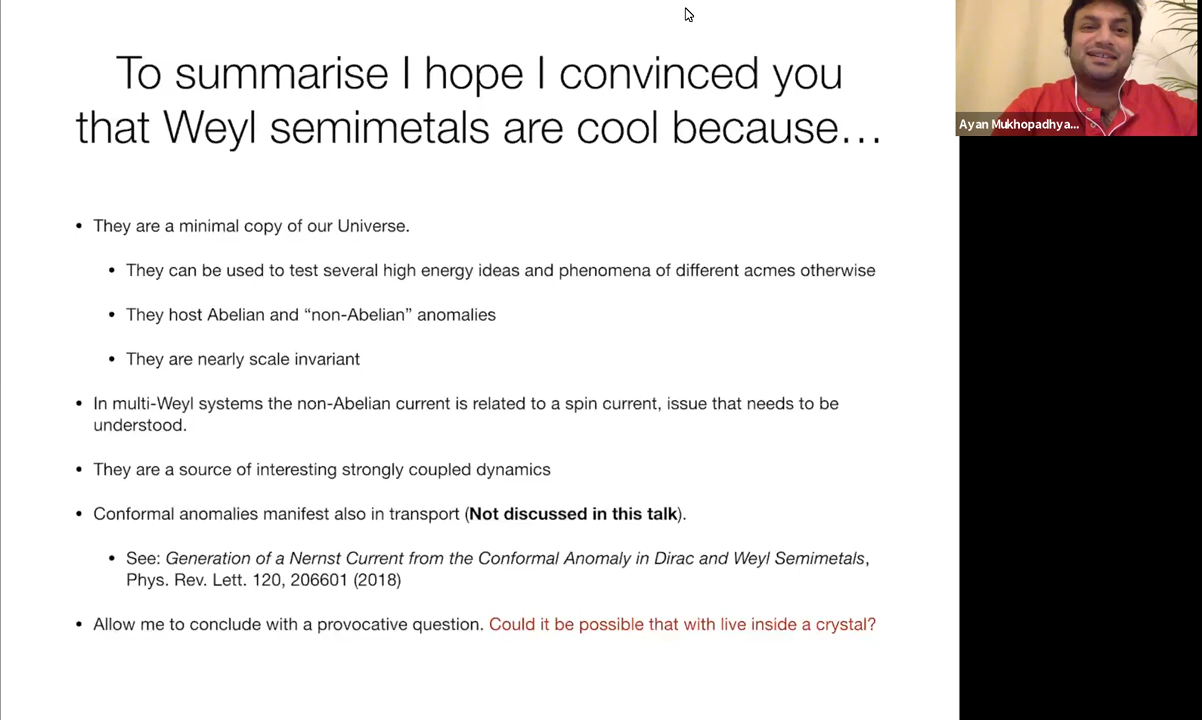 To summarise I hope I convinced you
that Weyl semimetals are cool because…
Ayan Mukhopadhya...
• They are a minimal copy of our Universe.
• They can be used to test several high energy ideas and phenomena of different acmes otherwise
• They host Abelian and “non-Abelian” anomalies
• They are nearly scale invariant
• In multi-Weyl systems the non-Abelian current is related to a spin current, issue that needs to be
understood.
• They are a source of interesting strongly coupled dynamics
• Conformal anomalies manifest also in transport (Not discussed in this talk).
• See: Generation of a Nernst Current from the Conformal Anomaly in Dirac and Weyl Semimetals,
Phys. Rev. Lett. 120, 206601 (2018)
• Allow me to conclude with a provocative question. Could it be possible that with live inside a crystal?